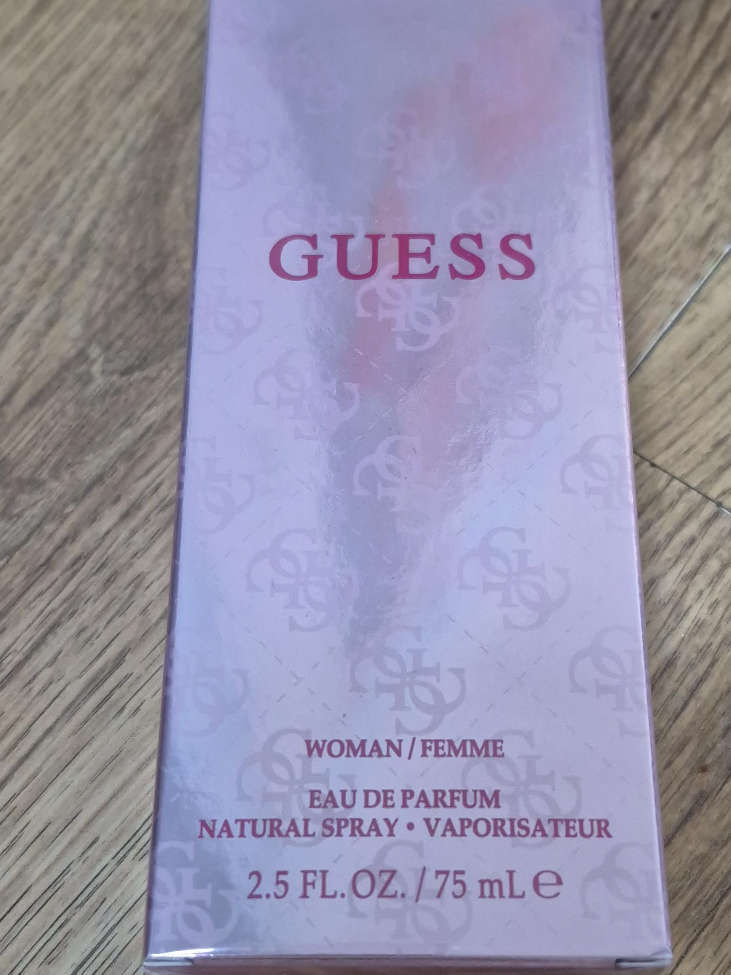 GUESS
WOMAN / FEMME
EAU DE PARFUM
NATURAL SPRAY • VAPORISATEUR
2.5 FL. OZ. / 75 mL ℮